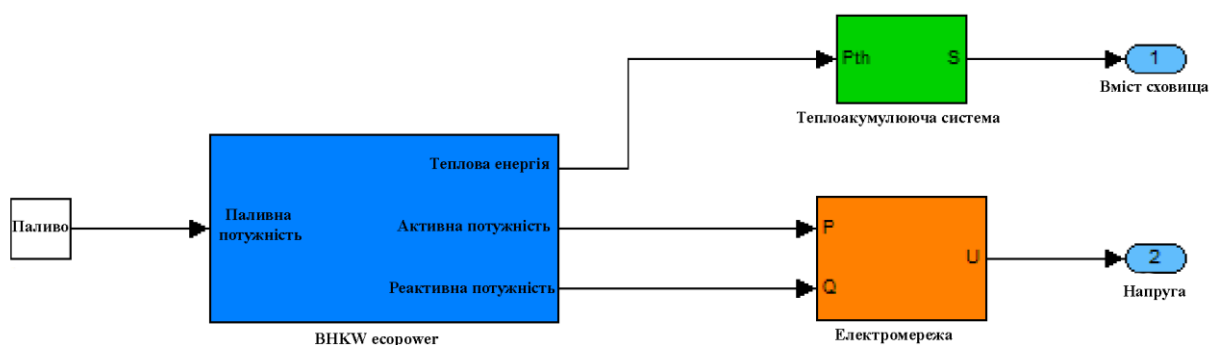 Pth
S
1
Вміст сховища
Теплоакумулююча система
Теплова енергія
Паливо
Паливна
потужність
Активна потужність
Реактивна потужність
BHKW ecopower
P
Q
U
Електромережа
2
Напруга